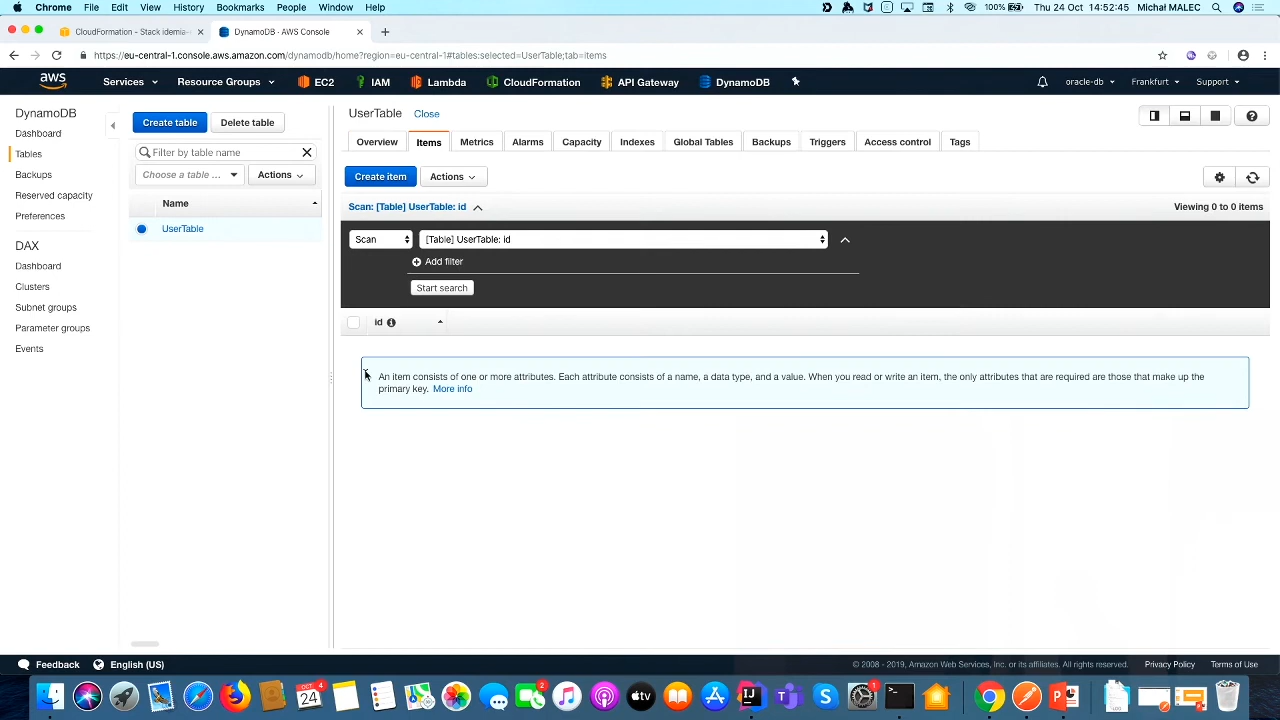 Chrome File Edit View History Bookmarks People Window Help 100% Thu 24 Oct 14:52:45 Michał MALEC
CloudFormation - Stack idemia- DynamoDB - AWS Console
https://eu-central-1.console.aws.amazon.com/dynamodb/home?region=eu-central-1#tables:selected=UserTable;tab=items
aws Services Resource Groups EC2 IAM Lambda CloudFormation API Gateway DynamoDB oracle-db Frankfurt Support
DynamoDB
Dashboard
Tables
Backups
Reserved capacity
Preferences
DAX
Dashboard
Clusters
Subnet groups
Parameter groups
Events
Create table Delete table
Filter by table name
Choose a table ... Actions
Name
UserTable
UserTable Close
Overview Items Metrics Alarms Capacity Indexes Global Tables Backups Triggers Access control Tags
Create item Actions
Scan: [Table] UserTable: id Viewing 0 to 0 items
Scan [Table] UserTable: id
Add filter
Start search
id
An item consists of one or more attributes. Each attribute consists of a name, a data type, and a value. When you read or write an item, the only attributes that are required are those that make up the
primary key. More info
Feedback English (US) © 2008 - 2019, Amazon Web Services, Inc. or its affiliates. All rights reserved. Privacy Policy Terms of Use
OCT
24
4
2
tv
1